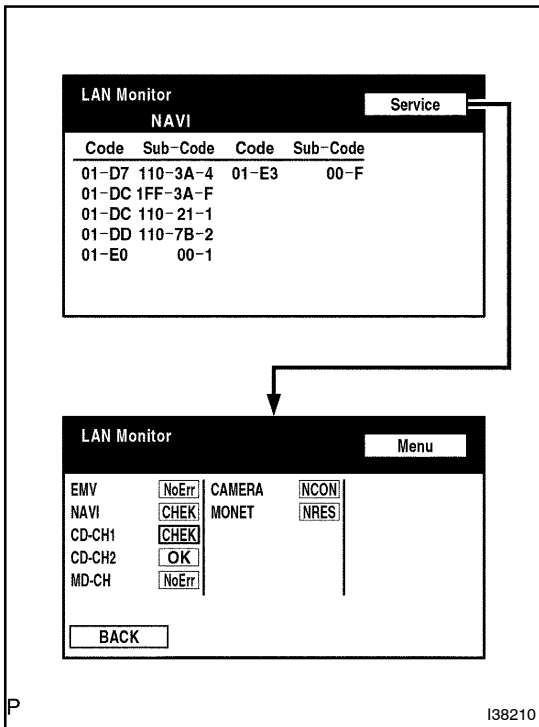 LAN Monitor
Service
NAVI
Code Sub-Code Code Sub-Code
01-D7 110-3A-4 01-E3 00-F
01-DC 1FF-3A-F
01-DC 110-21-1
01-DD 110-7B-2
01-E0 00-1
LAN Monitor
Menu
EMV NoErr CAMERA NCON
NAVI CHEK MONET NRES
CD-CH1 CHEK
CD-CH2 OK
MD-CH NoErr
BACK
P
I38210